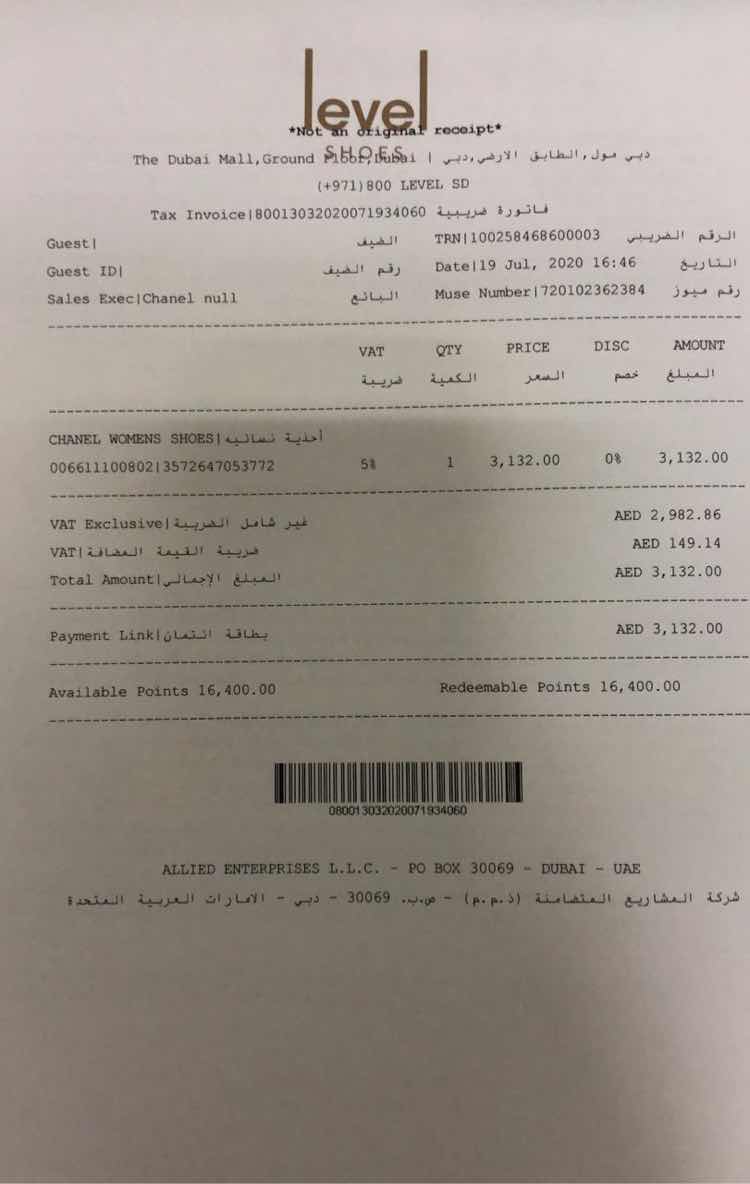 level
*Not an original receipt*
SHOES
The Dubai Mall,Ground Floor,Dubai | دبي مول,الطابق الارضي,دبي
(+971)800 LEVEL SD
Tax Invoice|80013032020071934060 فاتورة ضريبية
Guest| الضيف TRN|100258468600003 الرقم الضريبي
Guest ID| رقم الضيف Date|19 Jul, 2020 16:46 التاريخ
Sales Exec|Chanel null البائع Muse Number|720102362384 رقم ميوز
VAT QTY PRICE DISC AMOUNT
ضريبة الكمية السعر خصم المبلغ
CHANEL WOMENS SHOES|أحذية نسائيه
006611100802|3572647053772 5% 1 3,132.00 0% 3,132.00
VAT Exclusive|غير شامل الضريبة AED 2,982.86
VAT|ضريبة القيمة المضافة AED 149.14
Total Amount|المبلغ الإجمالي AED 3,132.00
Payment Link|بطاقة ائتمان AED 3,132.00
Available Points 16,400.00 Redeemable Points 16,400.00
08001303202007193​4060
ALLIED ENTERPRISES L.L.C. - PO BOX 30069 - DUBAI - UAE
شركة المشاريع المتضامنة (ذ.م.م) - ص.ب. 30069 - دبي - الامارات العربية المتحدة